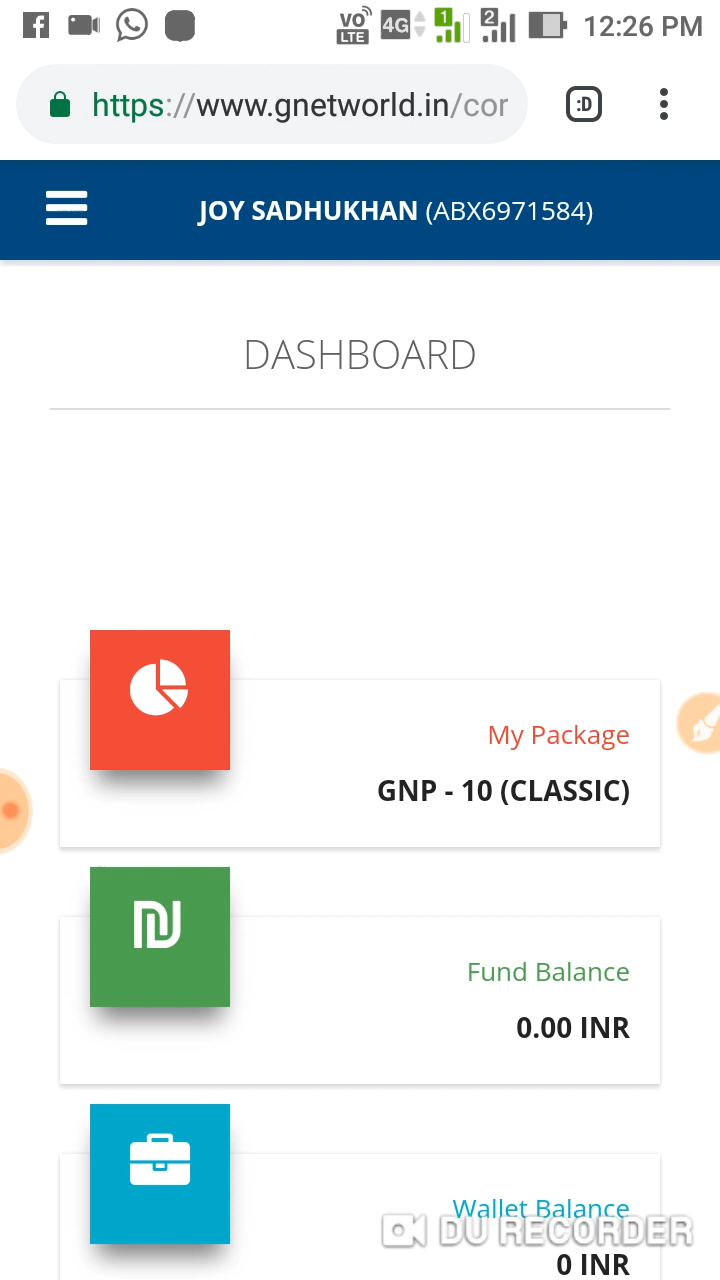 VO LTE 4G 1 2 12:26 PM
https://www.gnetworld.in/cor :D
JOY SADHUKHAN (ABX6971584)
DASHBOARD
My Package
GNP - 10 (CLASSIC)
Fund Balance
0.00 INR
Wallet Balance
DU RECORDER
0 INR